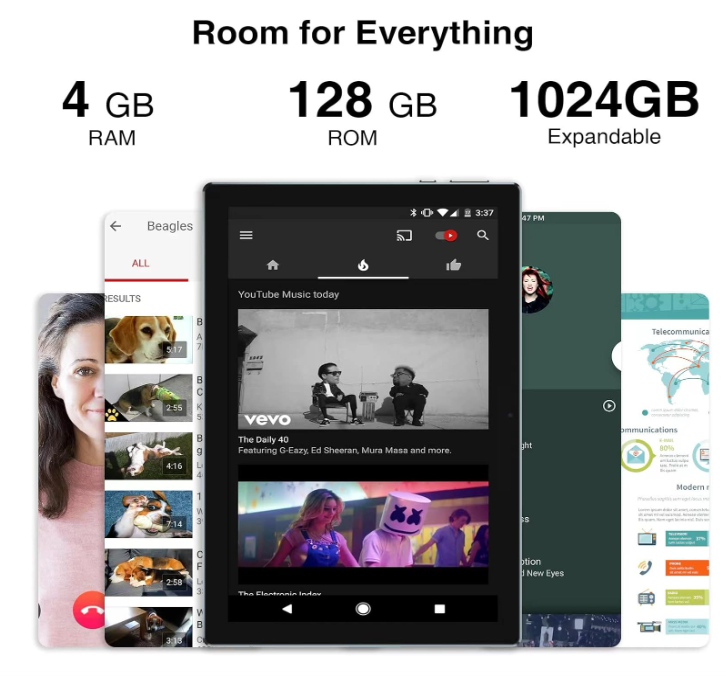 Room for Everything
4 GB
RAM
128 GB
ROM
1024GB
Expandable
Beagles
ALL
RESULTS
5:17
2:55
4:16
7:14
2:58
3:13
3:37
YouTube Music today
vevo
The Daily 40
Featuring G-Eazy, Ed Sheeran, Mura Masa and more.
The Electronic Index
47 PM
ght
ss
ption
d New Eyes
Telecommunica
ommunications
80%
Modern r